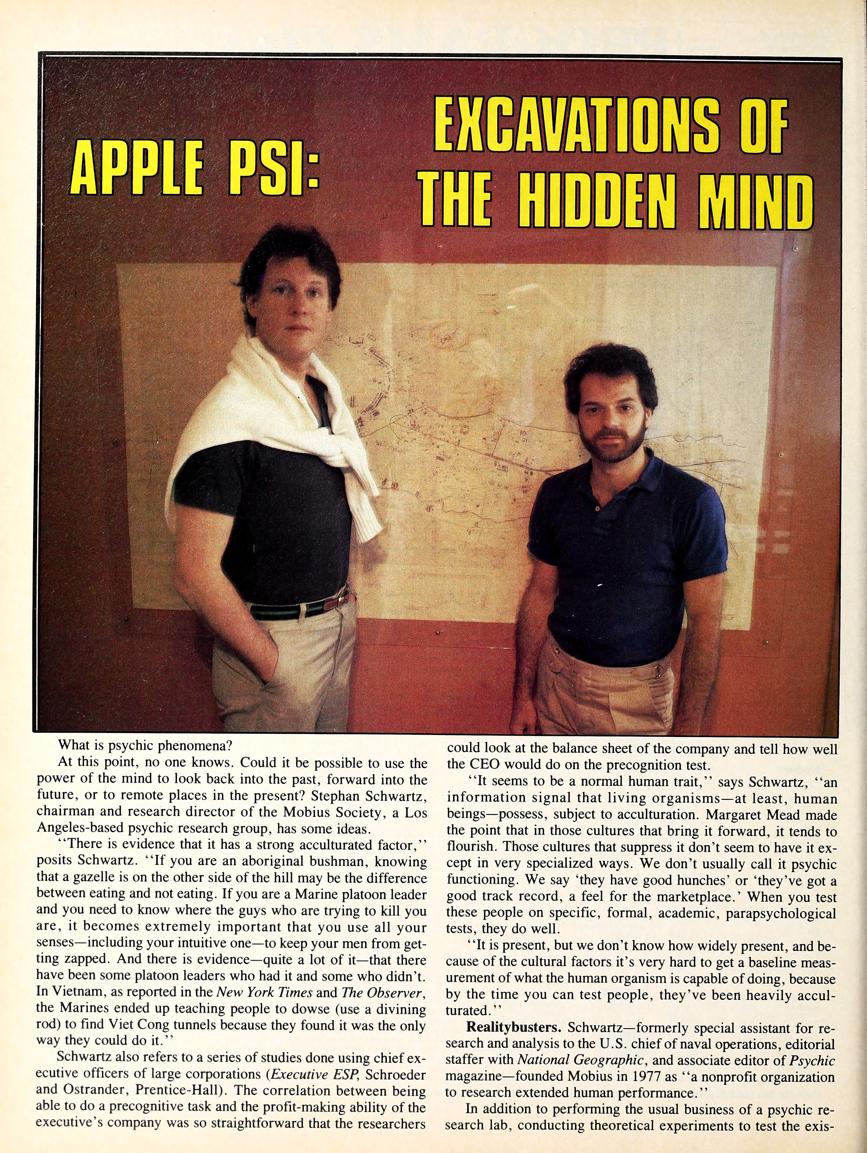 APPLE PSI:
EXCAVATIONS OF
THE HIDDEN MIND
What is psychic phenomena?
At this point, no one knows. Could it be possible to use the
power of the mind to look back into the past, forward into the
future, or to remote places in the present? Stephan Schwartz,
chairman and research director of the Mobius Society, a Los
Angeles-based psychic research group, has some ideas.
‘‘There is evidence that it has a strong acculturated factor,’’
posits Schwartz. ‘‘If you are an aboriginal bushman, knowing
that a gazelle is on the other side of the hill may be the difference
between eating and not eating. If you are a Marine platoon leader
and you need to know where the guys who are trying to kill you
are, it becomes extremely important that you use all your
senses—including your intuitive one—to keep your men from get-
ting zapped. And there is evidence—quite a lot of it—that there
have been some platoon leaders who had it and some who didn't.
In Vietnam, as reported in the New York Times and The Observer,
the Marines ended up teaching people to dowse (use a divining
rod) to find Viet Cong tunnels because they found it was the only
way they could do it.’’
Schwartz also refers to a series of studies done using chief ex-
ecutive officers of large corporations (Executive ESP, Schroeder
and Ostrander, Prentice-Hall). The correlation between being
able to do a precognitive task and the profit-making ability of the
executive's company was so straightforward that the researchers
could look at the balance sheet of the company and tell how well
the CEO would do on the precognition test.
‘‘It seems to be a normal human trait,’’ says Schwartz, ‘‘an
information signal that living organisms—at least, human
beings—possess, subject to acculturation. Margaret Mead made
the point that in those cultures that bring it forward, it tends to
flourish. Those cultures that suppress it don't seem to have it ex-
cept in very specialized ways. We don't usually call it psychic
functioning. We say ‘they have good hunches’ or ‘they've got a
good track record, a feel for the marketplace.’ When you test
these people on specific, formal, academic, parapsychological
tests, they do well.
‘‘It is present, but we don't know how widely present, and be-
cause of the cultural factors it's very hard to get a baseline meas-
urement of what the human organism is capable of doing, because
by the time you can test people, they've been heavily accul-
turated.’’
Realitybusters. Schwartz—formerly special assistant for re-
search and analysis to the U.S. chief of naval operations, editorial
staffer with National Geographic, and associate editor of Psychic
magazine—founded Mobius in 1977 as ‘‘a nonprofit organization
to research extended human performance.’’
In addition to performing the usual business of a psychic re-
search lab, conducting theoretical experiments to test the exis-